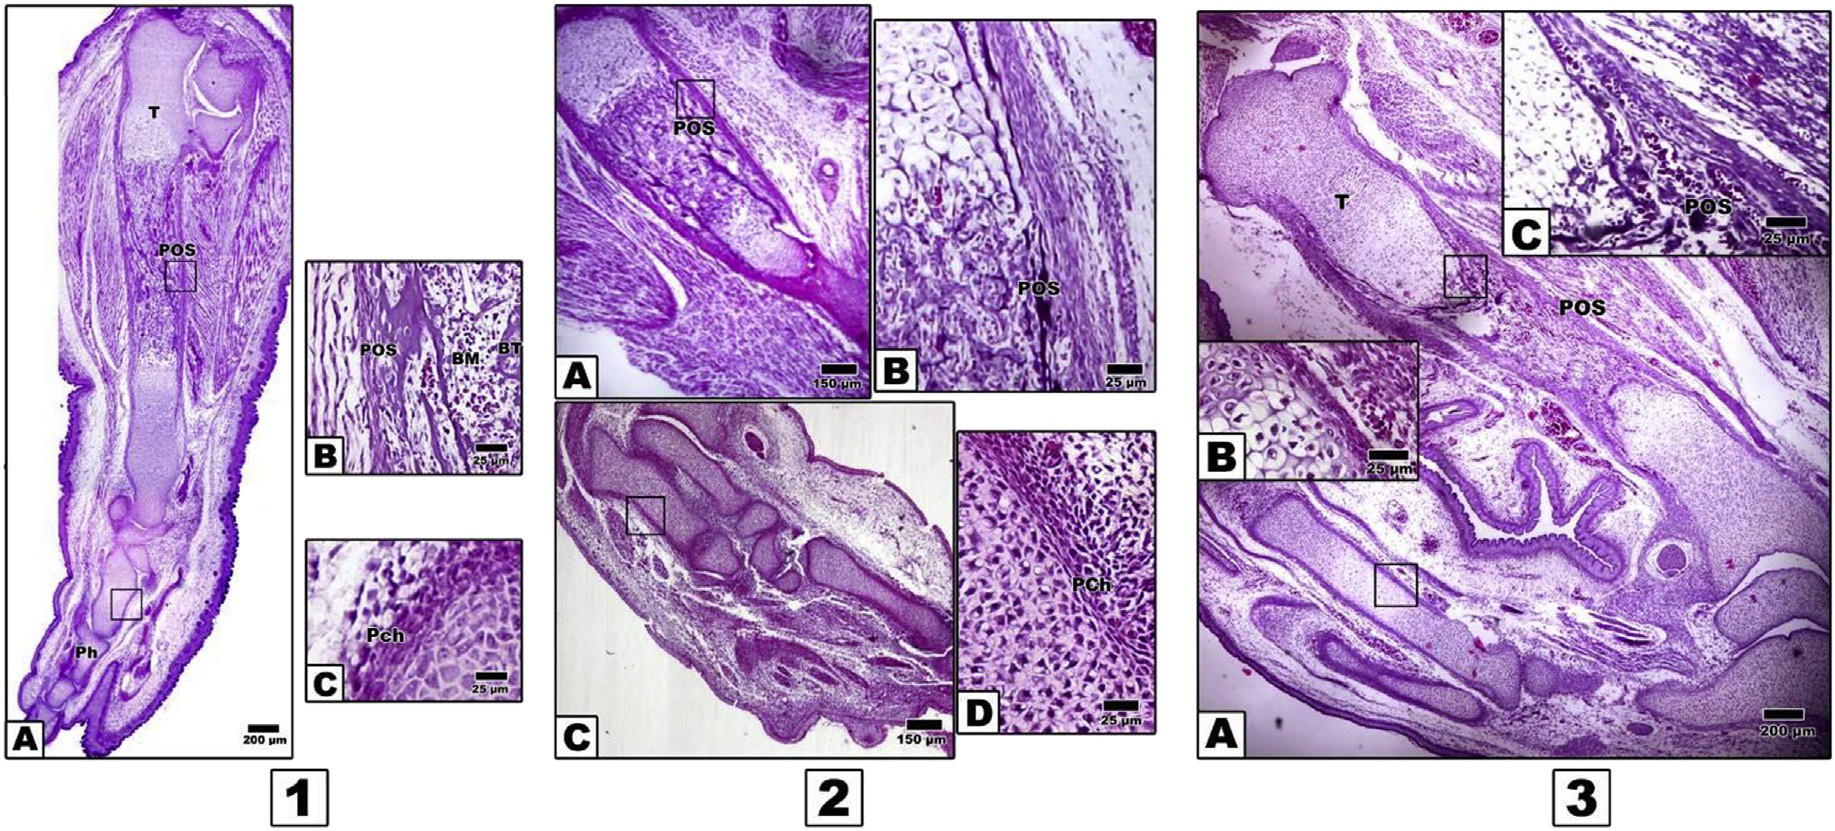 T
POS
Ph
A
200 µm
POS
BM
BT
B
25 µm
Pch
C
25 µm
1
POS
A
150 µm
POS
B
25 µm
C
150 µm
PCh
D
25 µm
2
T
POS
A
200 µm
B
25 µm
POS
C
25 µm
3